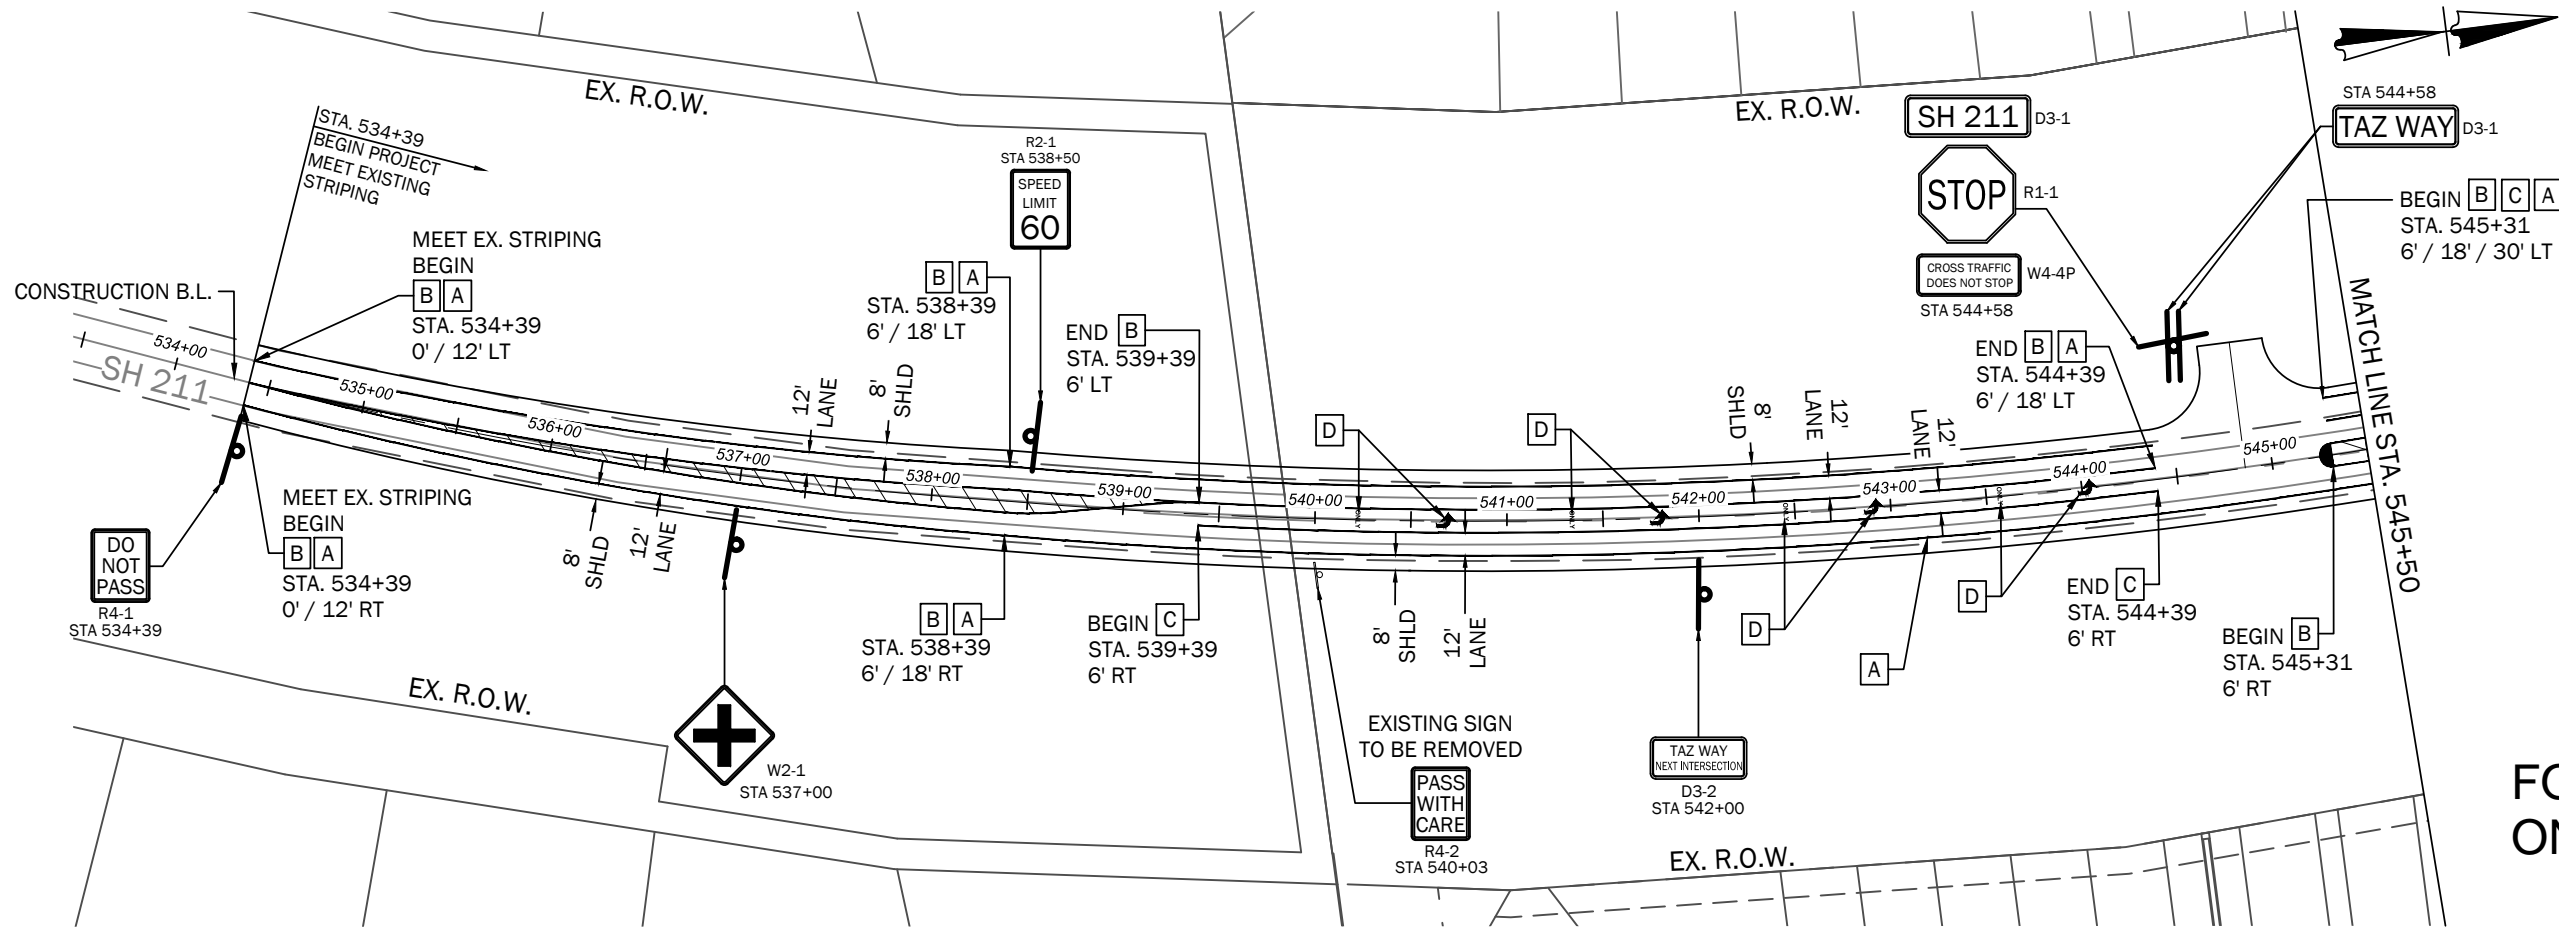 EX. R.O.W.
STA. 534+39
BEGIN PROJECT
MEET EXISTING
STRIPING
MEET EX. STRIPING
BEGIN
B A
STA. 534+39
0' / 12' LT
CONSTRUCTION B.L.
SH 211
534+00
535+00
536+00
537+00
538+00
539+00
540+00
541+00
542+00
543+00
544+00
545+00
DO
NOT
PASS
R4-1
STA 534+39
MEET EX. STRIPING
BEGIN
B A
STA. 534+39
0' / 12' RT
EX. R.O.W.
8'
SHLD
12'
LANE
12'
LANE
8'
SHLD
W2-1
STA 537+00
R2-1
STA 538+50
SPEED
LIMIT
60
B A
STA. 538+39
6' / 18' LT
END B
STA. 539+39
6' LT
B A
STA. 538+39
6' / 18' RT
BEGIN C
STA. 539+39
6' RT
D
D
ONLY
ONLY
ONLY
ONLY
8'
SHLD
12'
LANE
EXISTING SIGN
TO BE REMOVED
PASS
WITH
CARE
R4-2
STA 540+03
TAZ WAY
NEXT INTERSECTION
D3-2
STA 542+00
EX. R.O.W.
EX. R.O.W.
8'
SHLD
12'
LANE
12'
LANE
D
A
D
SH 211 D3-1
STOP R1-1
CROSS TRAFFIC
DOES NOT STOP
W4-4P
STA 544+58
END B A
STA. 544+39
6' / 18' LT
END C
STA. 544+39
6' RT
STA 544+58
TAZ WAY D3-1
BEGIN B C A
STA. 545+31
6' / 18' / 30' LT
MATCH LINE STA. 545+50
BEGIN B
STA. 545+31
6' RT